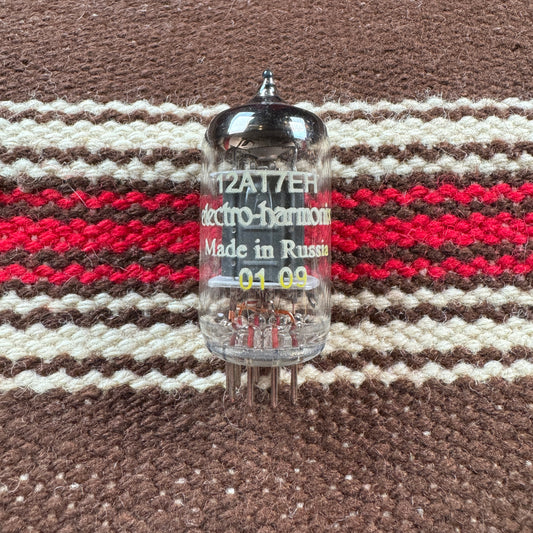 12AT7EH
electro-harmonix
Made in Russia
01 09